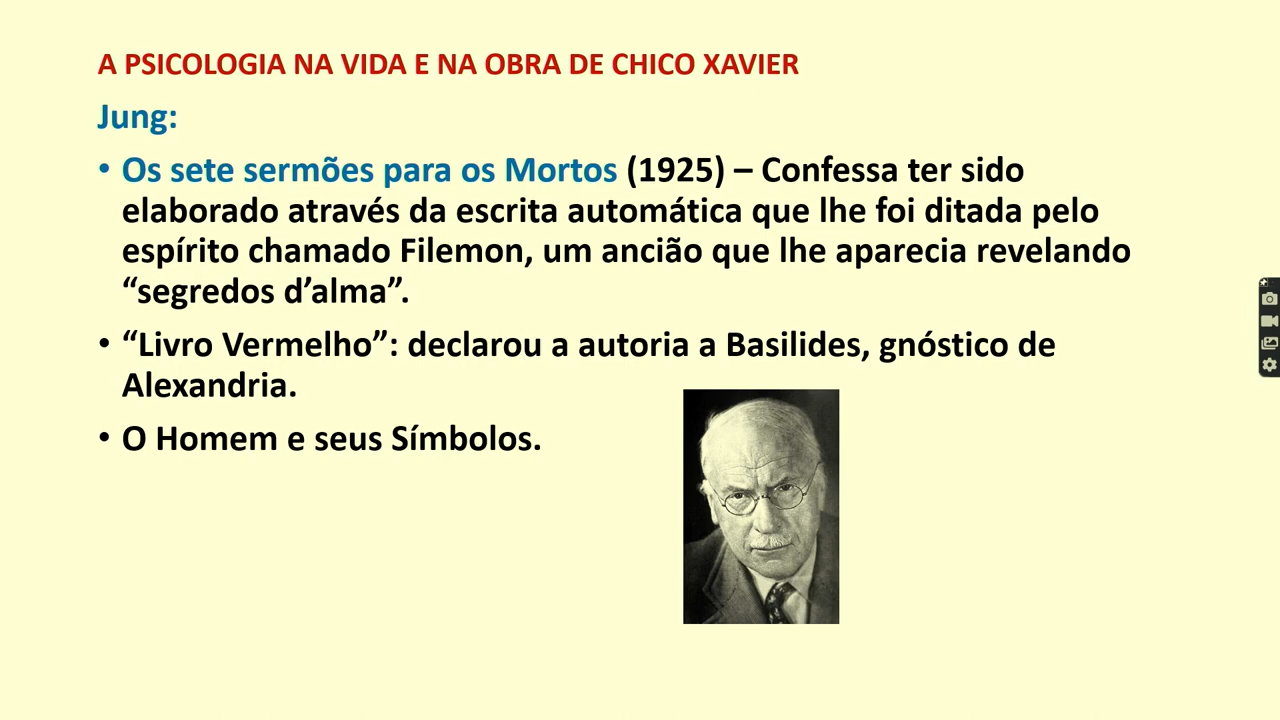 A PSICOLOGIA NA VIDA E NA OBRA DE CHICO XAVIER
Jung:
• Os sete sermões para os Mortos (1925) – Confessa ter sido
elaborado através da escrita automática que lhe foi ditada pelo
espírito chamado Filemon, um ancião que lhe aparecia revelando
“segredos d’alma”.
• “Livro Vermelho”: declarou a autoria a Basilides, gnóstico de
Alexandria.
• O Homem e seus Símbolos.